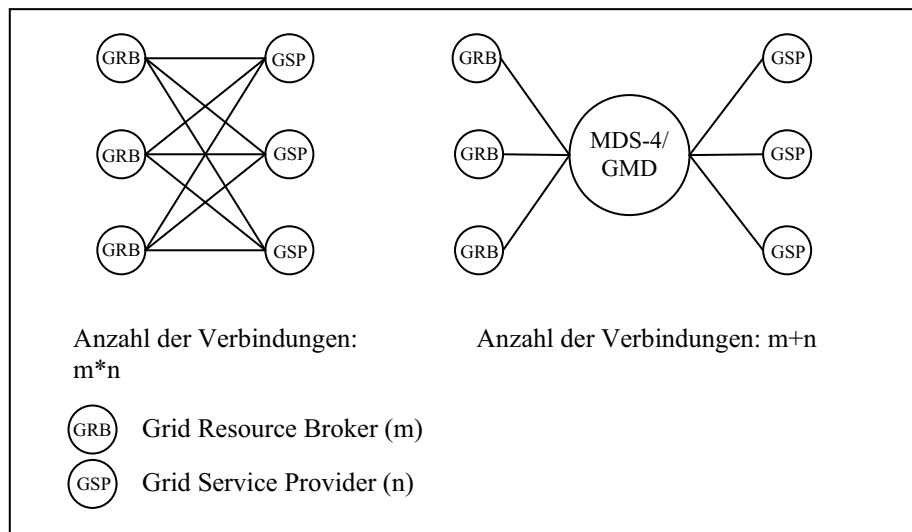 GRB GSP GRB GSP
GRB GSP GRB MDS-4/ GSP
GMD
GRB GSP GRB GSP
Anzahl der Verbindungen: Anzahl der Verbindungen: m+n
m*n
GRB Grid Resource Broker (m)
GSP Grid Service Provider (n)